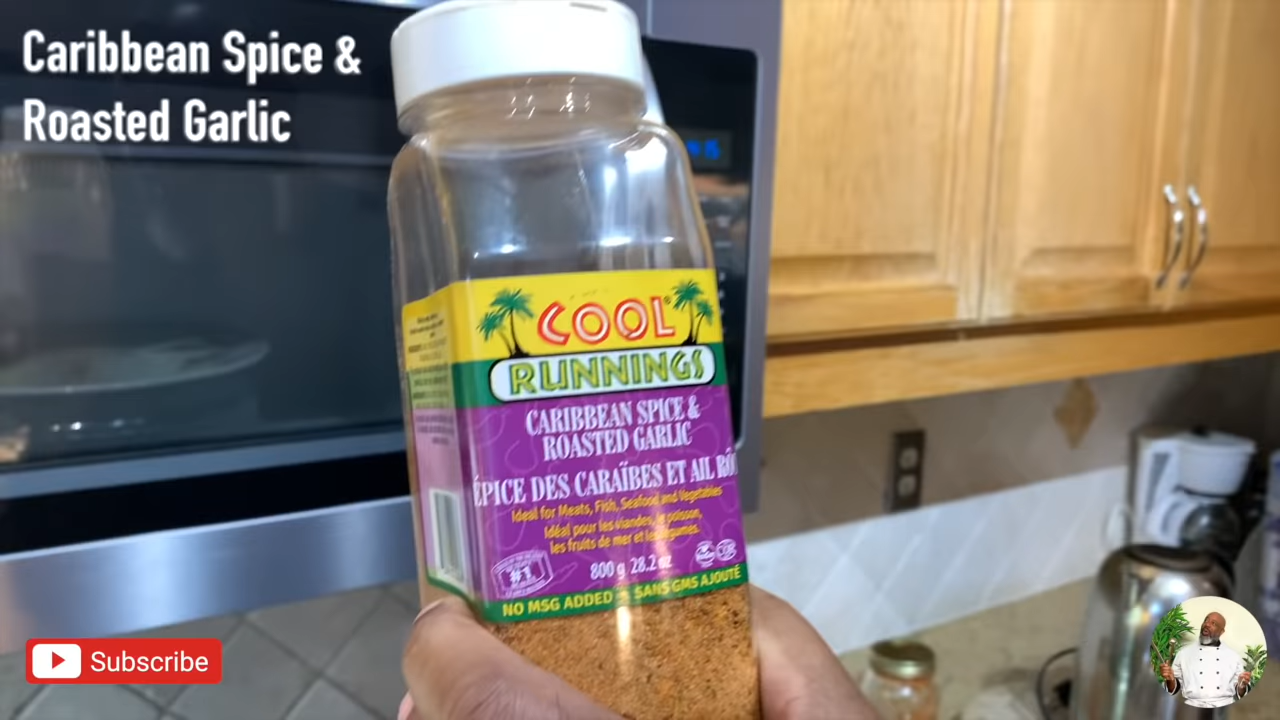 Caribbean Spice &
Roasted Garlic
COOL®
RUNNINGS
CARIBBEAN SPICE &
ROASTED GARLIC
ÉPICE DES CARAÏBES ET AIL RÔ
Ideal for Meats, Fish, Seafood and Vegetables
Idéal pour les viandes, le poisson,
les fruits de mer et les légumes.
#1
800 g 28.2 oz
NO MSG ADDED SANS GMS AJOUTÉ
Subscribe